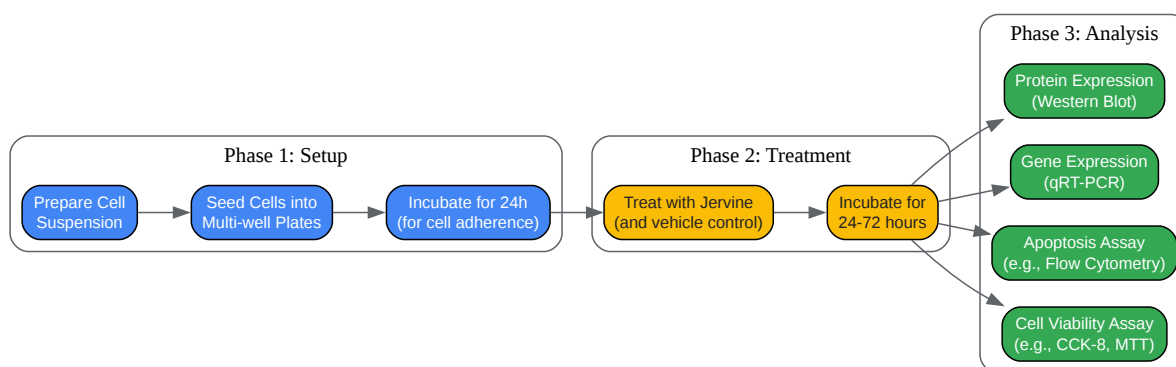 Phase 1: Setup
Prepare Cell
Suspension
Seed Cells into
Multi-well Plates
Incubate for 24h
(for cell adherence)
Phase 2: Treatment
Treat with Jervine
(and vehicle control)
Incubate for
24-72 hours
Phase 3: Analysis
Protein Expression
(Western Blot)
Gene Expression
(qRT-PCR)
Apoptosis Assay
(e.g., Flow Cytometry)
Cell Viability Assay
(e.g., CCK-8, MTT)